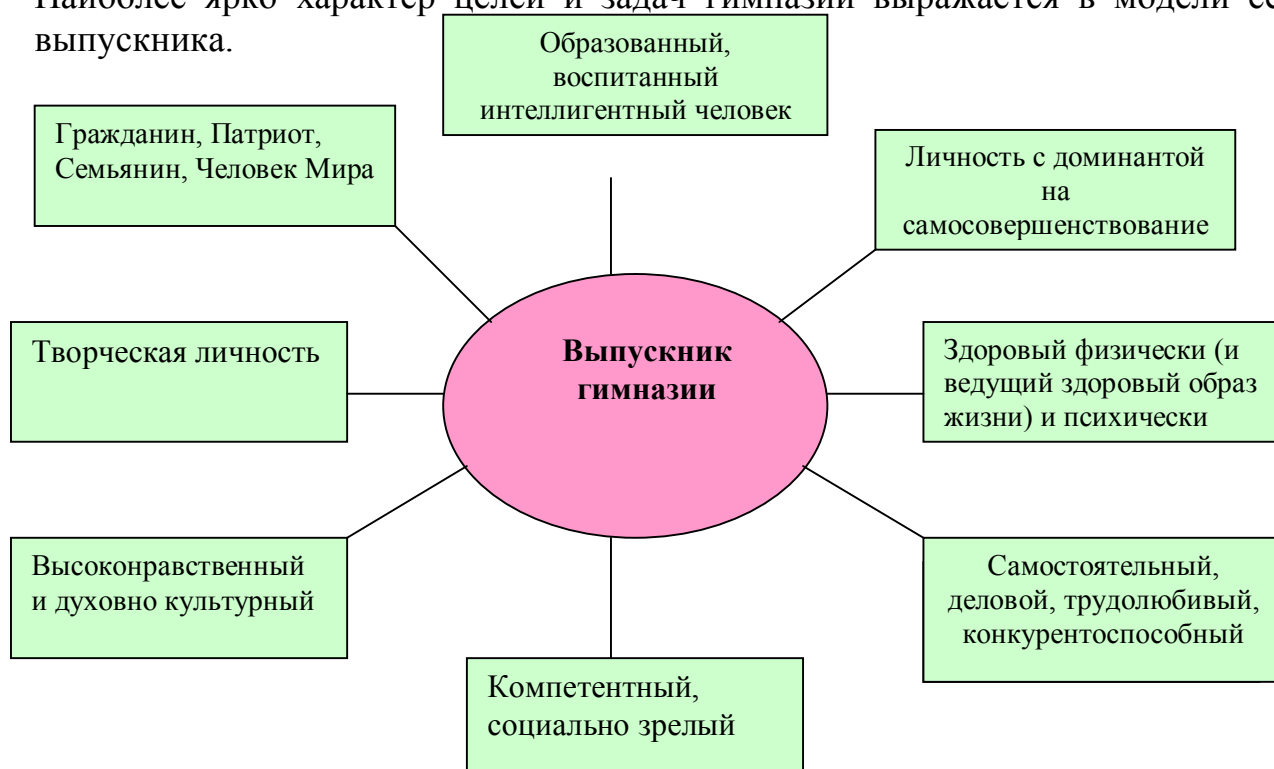 Наиболее ярко характер целей и задач гимназии выражается в модели ее
выпускника.
Образованный,
воспитанный
интеллигентный человек
Гражданин, Патриот,
Семьянин, Человек Мира
Личность с доминантой
на
самосовершенствование
Творческая личность
Выпускник
гимназии
Здоровый физически (и
ведущий здоровый образ
жизни) и психически
Высоконравственный
и духовно культурный
Самостоятельный,
деловой, трудолюбивый,
конкурентоспособный
Компетентный,
социально зрелый